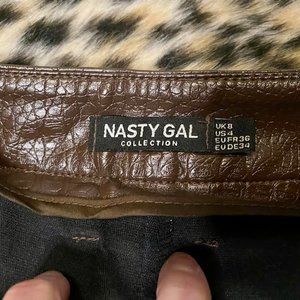 NASTY GAL
COLLECTION
UK8
US4
EUFR36
EUDE34